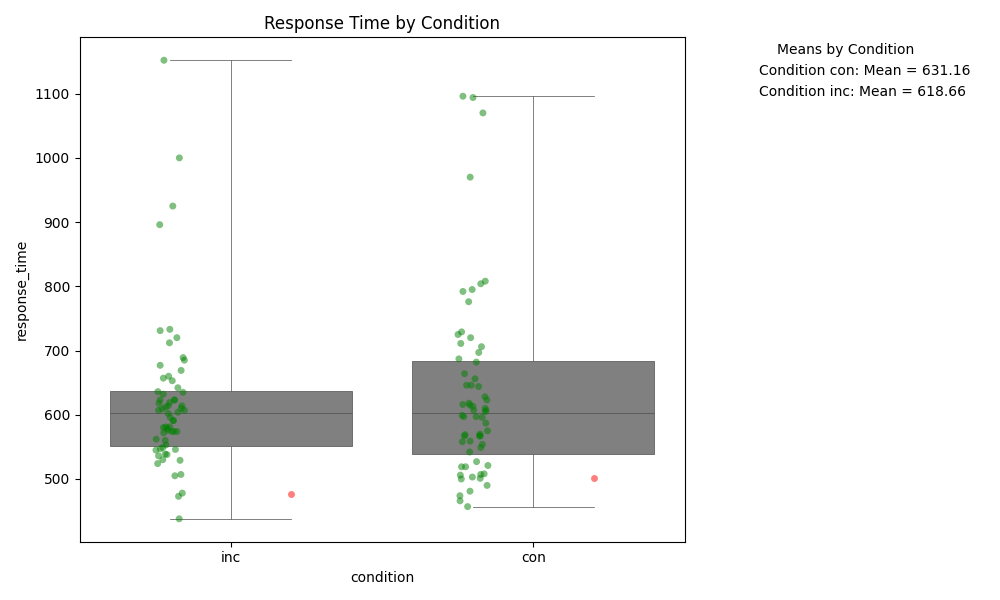 Response Time by Condition
Means by Condition
Condition con: Mean = 631.16
Condition inc: Mean = 618.66
response_time
1100
1000
900
800
700
600
500
inc
con
condition